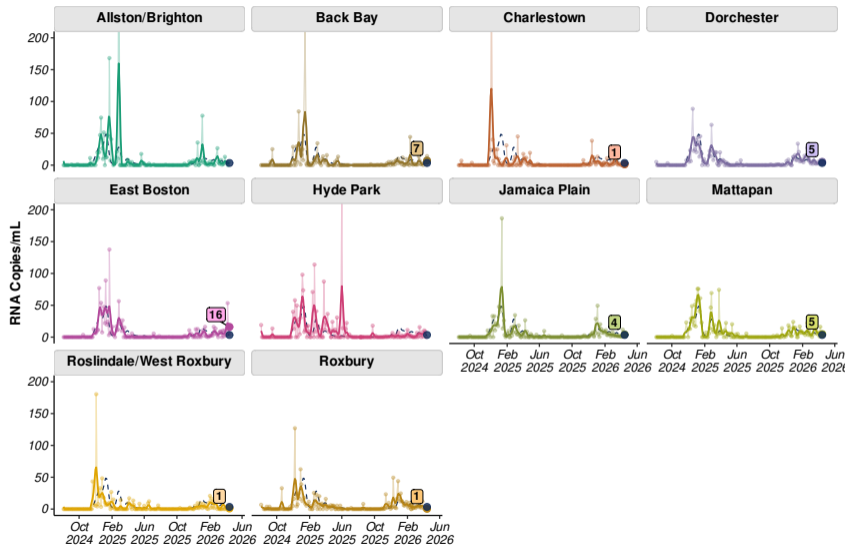 Allston/Brighton Back Bay Charlestown Dorchester
200
150
100
50
0
7
1
5
East Boston Hyde Park Jamaica Plain Mattapan
RNA Copies/mL
200
150
100
50
0
16
4
5
Oct 2024 Feb 2025 Jun 2025 Oct 2025 Feb 2026 Jun 2026
Oct 2024 Feb 2025 Jun 2025 Oct 2025 Feb 2026 Jun 2026
Roslindale/West Roxbury Roxbury
200
150
100
50
0
1
1
Oct 2024 Feb 2025 Jun 2025 Oct 2025 Feb 2026 Jun 2026
Oct 2024 Feb 2025 Jun 2025 Oct 2025 Feb 2026 Jun 2026